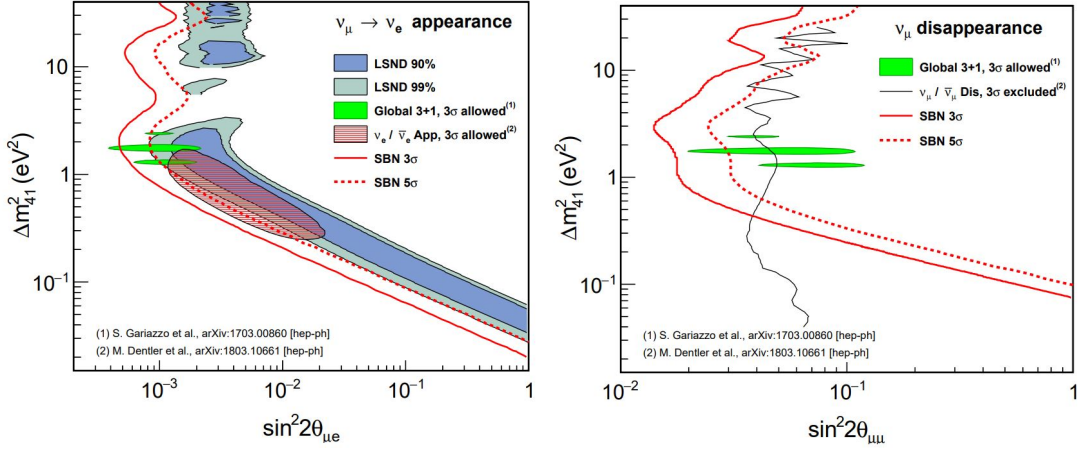 ν_μ → ν_e appearance
LSND 90%
LSND 99%
Global 3+1, 3σ allowed⁽¹⁾
ν_e / ν̅_e App, 3σ allowed⁽²⁾
SBN 3σ
SBN 5σ
10
1
10⁻¹
Δm²₄₁ (eV²)
(1) S. Gariazzo et al., arXiv:1703.00860 [hep-ph]
(2) M. Dentler et al., arXiv:1803.10661 [hep-ph]
10⁻³ 10⁻² 10⁻¹ 1
sin²2θ_μe
ν_μ disappearance
Global 3+1, 3σ allowed⁽¹⁾
ν_μ / ν̅_μ Dis, 3σ excluded⁽²⁾
SBN 3σ
SBN 5σ
10
1
10⁻¹
Δm²₄₁ (eV²)
(1) S. Gariazzo et al., arXiv:1703.00860 [hep-ph]
(2) M. Dentler et al., arXiv:1803.10661 [hep-ph]
10⁻² 10⁻¹ 1
sin²2θ_μμ